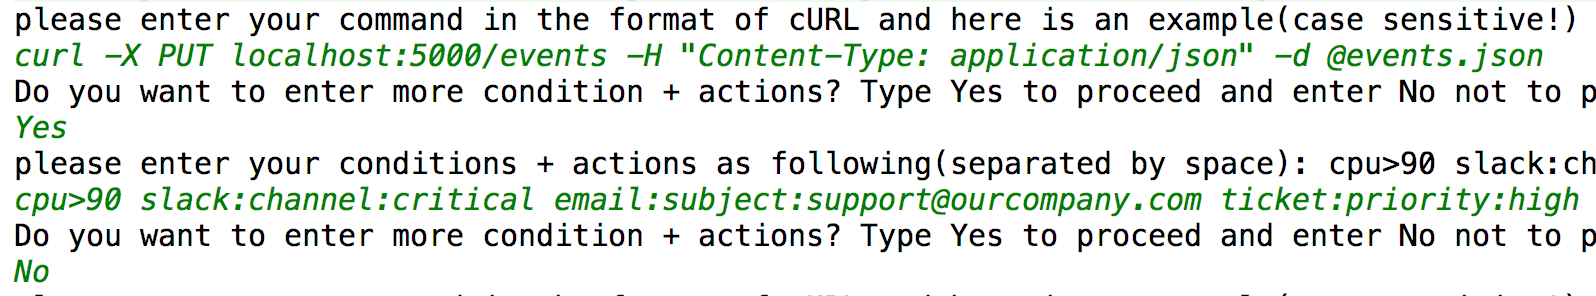 please enter your command in the format of cURL and here is an example(case sensitive!)
curl -X PUT localhost:5000/events -H "Content-Type: application/json" -d @events.json
Do you want to enter more condition + actions? Type Yes to proceed and enter No not to p
Yes
please enter your conditions + actions as following(separated by space): cpu>90 slack:ch
cpu>90 slack:channel:critical email:subject:support@ourcompany.com ticket:priority:high
Do you want to enter more condition + actions? Type Yes to proceed and enter No not to p
No